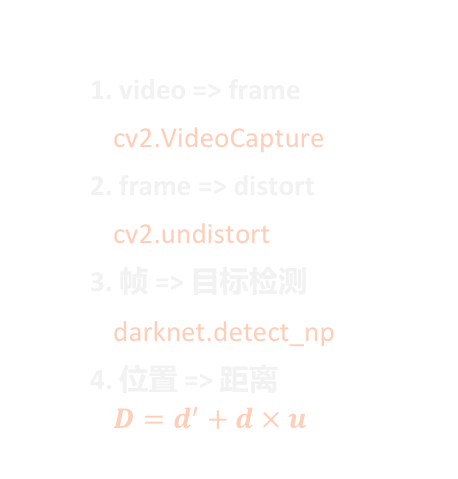 1. video => frame
cv2.VideoCapture
2. frame => distort
cv2.undistort
3. 帧 => 目标检测
darknet.detect_np
4. 位置 => 距离
D = d′ + d × u